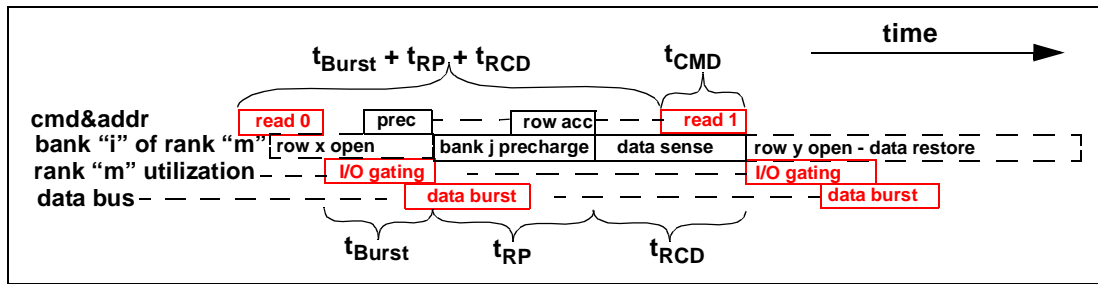 time
tBurst + tRP + tRCD
tCMD
cmd&addr
read 0
prec
row acc
read 1
bank “i” of rank “m”
row x open
bank j precharge
data sense
row y open - data restore
rank “m” utilization
I/O gating
I/O gating
data bus
data burst
data burst
tBurst
tRP
tRCD